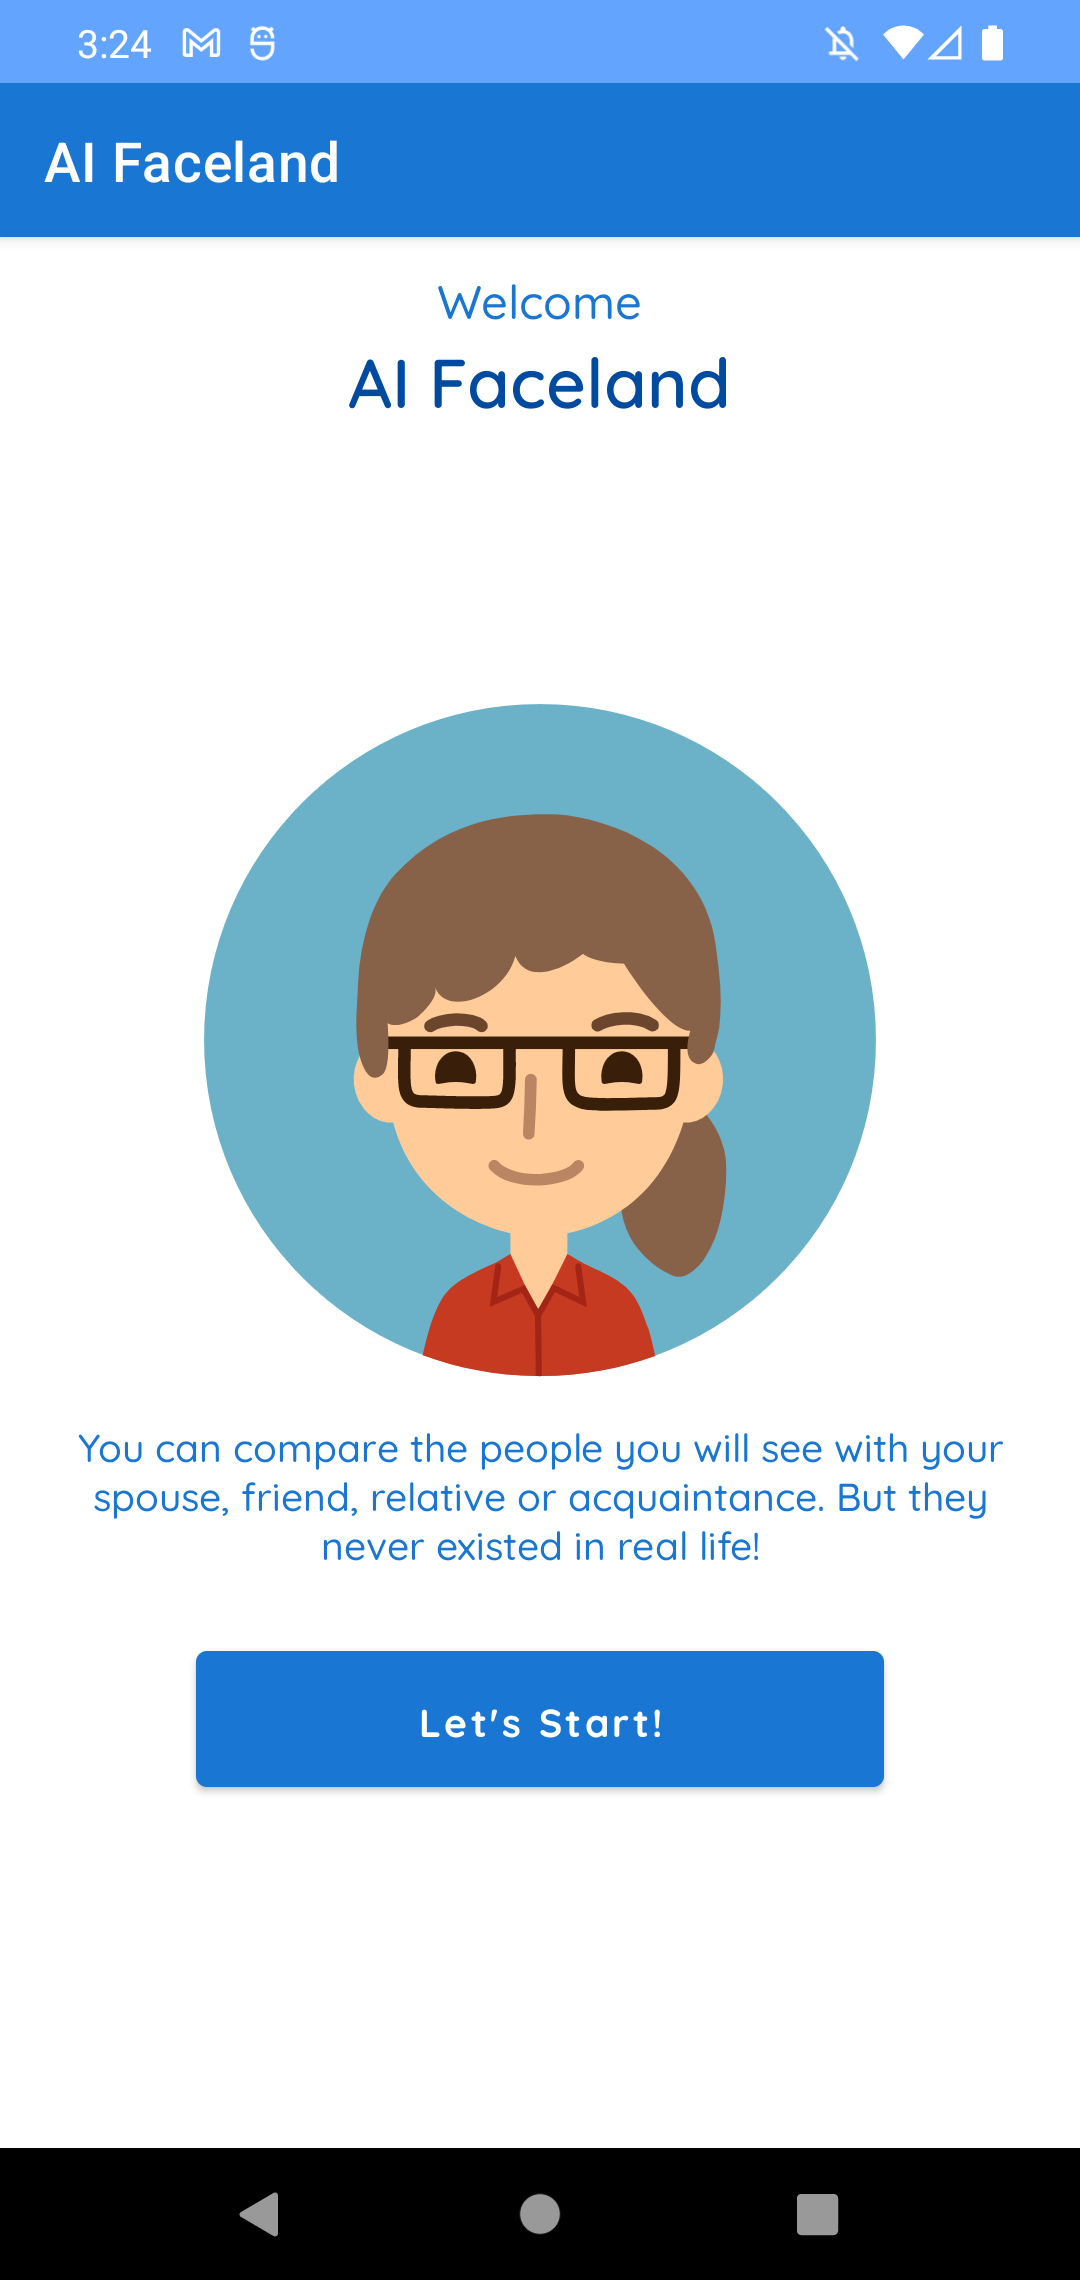 3:24
AI Faceland
Welcome
AI Faceland
You can compare the people you will see with your
spouse, friend, relative or acquaintance. But they
never existed in real life!
Let's Start!